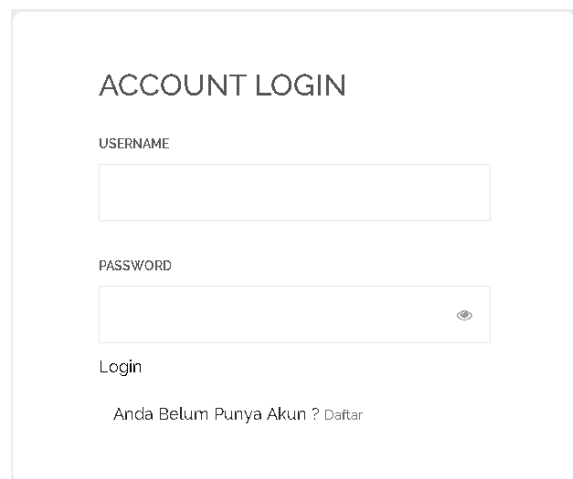 ACCOUNT LOGIN
USERNAME
PASSWORD
Login
Anda Belum Punya Akun ? Daftar